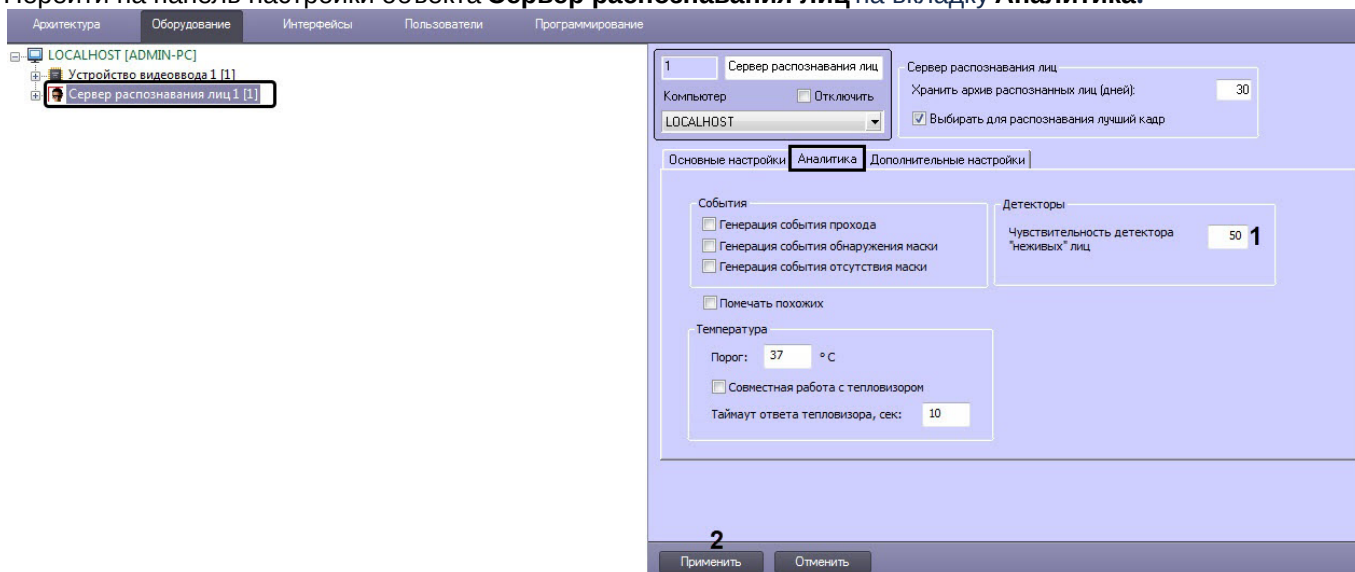 Перейти на панель настройки объекта Сервер распознавания лиц на вкладку Аналитика.
Архитектура Оборудование Интерфейсы Пользователи Программирование
LOCALHOST [ADMIN-PC]
Устройство видеоввода 1 [1]
Сервер распознавания лиц 1 [1]
1 Сервер распознавания лиц
Компьютер Отключить
LOCALHOST
Сервер распознавания лиц
Хранить архив распознанных лиц (дней): 30
Выбирать для распознавания лучший кадр
Основные настройки Аналитика Дополнительные настройки
События
Генерация события прохода
Генерация события обнаружения маски
Генерация события отсутствия маски
Детекторы
Чувствительность детектора
"неживых" лиц 50 1
Помечать похожих
Температура
Порог: 37 °C
Совместная работа с тепловизором
Таймаут ответа тепловизора, сек: 10
2
Применить Отменить